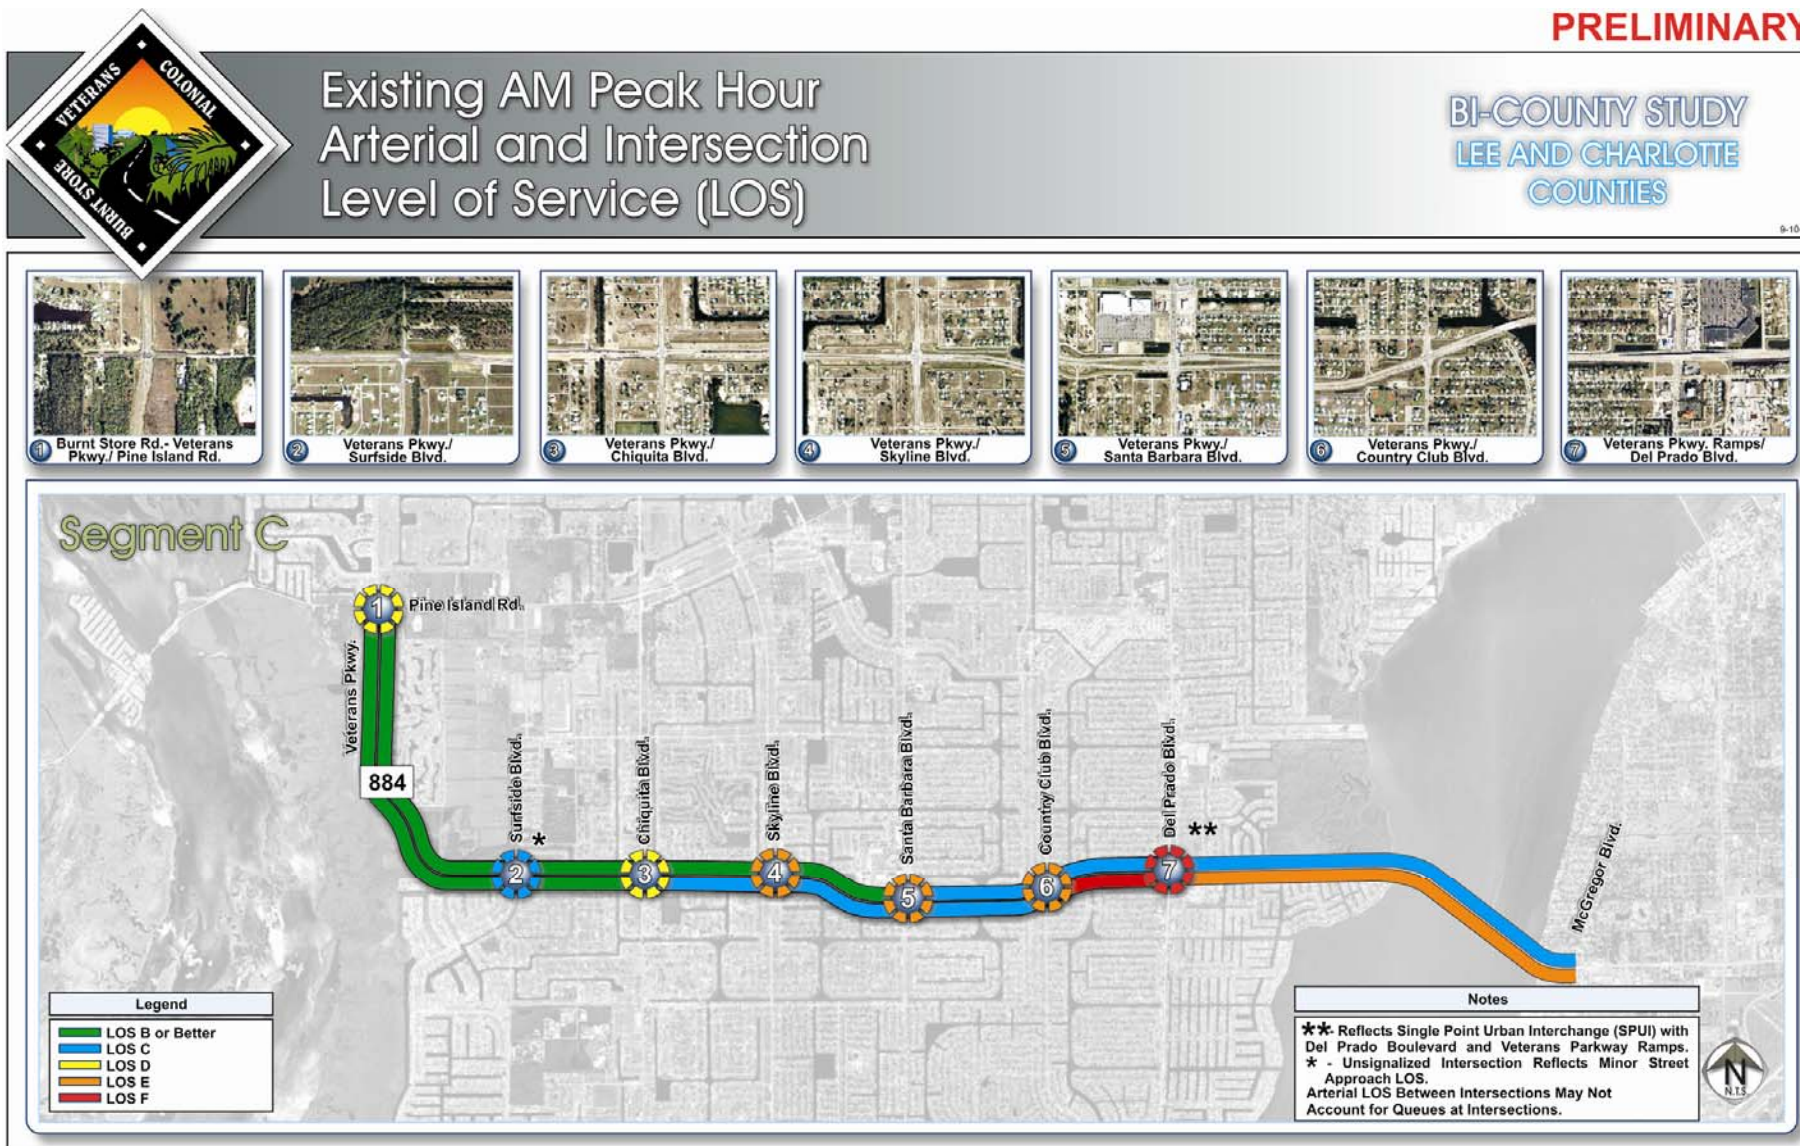 PRELIMINARY
VETERANS
COLONIAL
BURNT STORE
Existing AM Peak Hour
Arterial and Intersection
Level of Service (LOS)
BI-COUNTY STUDY
LEE AND CHARLOTTE
COUNTIES
1 Burnt Store Rd.- Veterans
Pkwy./ Pine Island Rd.
2 Veterans Pkwy./
Surfside Blvd.
3 Veterans Pkwy./
Chiquita Blvd.
4 Veterans Pkwy./
Skyline Blvd.
5 Veterans Pkwy./
Santa Barbara Blvd.
6 Veterans Pkwy./
Country Club Blvd.
7 Veterans Pkwy. Ramps/
Del Prado Blvd.
Segment C
1
Pine Island Rd.
Veterans Pkwy.
884
Surfside Blvd.
*
Chiquita Blvd.
Skyline Blvd.
Santa Barbara Blvd.
Country Club Blvd.
Del Prado Blvd.
**
McGregor Blvd.
2
3
4
5
6
7
Legend
LOS B or Better
LOS C
LOS D
LOS E
LOS F
Notes
**- Reflects Single Point Urban Interchange (SPUI) with
Del Prado Boulevard and Veterans Parkway Ramps.
* - Unsignalized Intersection Reflects Minor Street
Approach LOS.
Arterial LOS Between Intersections May Not
Account for Queues at Intersections.
N
N.T.S.